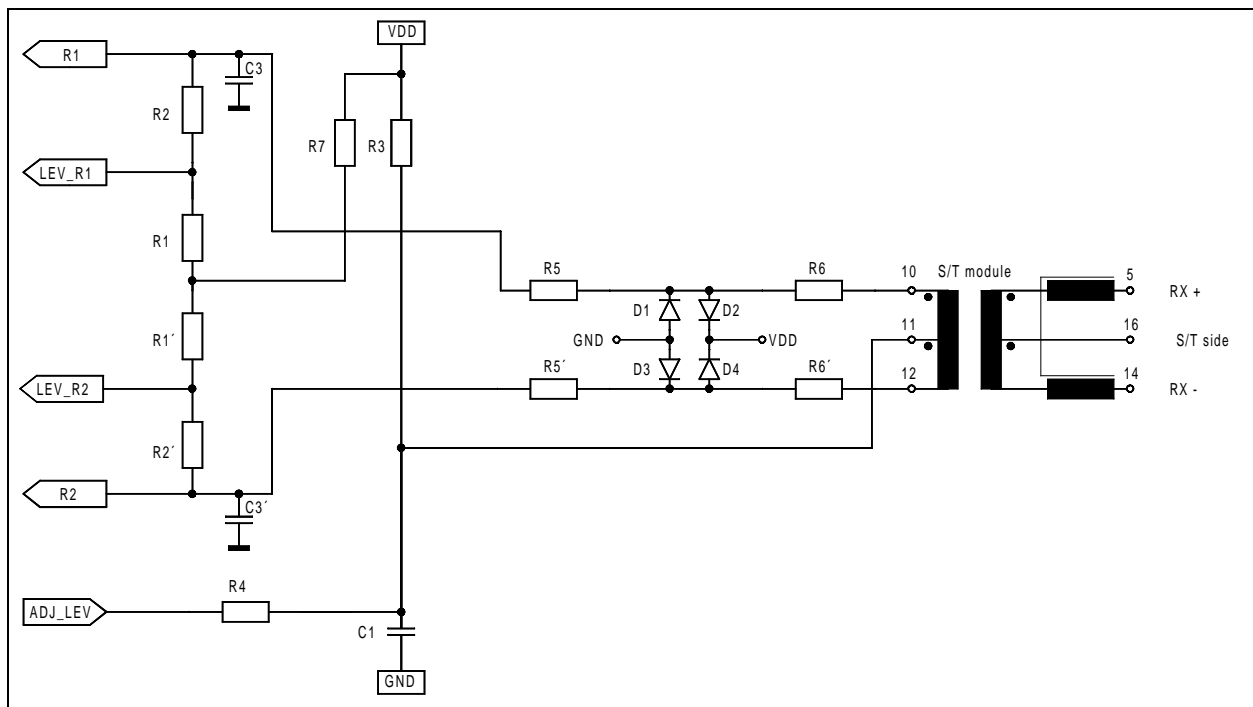 VDD
R1
C3
R2
R7
R3
LEV_R1
R1
R5
R6
10
S/T module
5
RX +
D1
D2
GND
VDD
11
16
S/T side
R1´
D3
D4
LEV_R2
R5´
R6´
12
14
RX -
R2´
R2
C3´
R4
ADJ_LEV
C1
GND